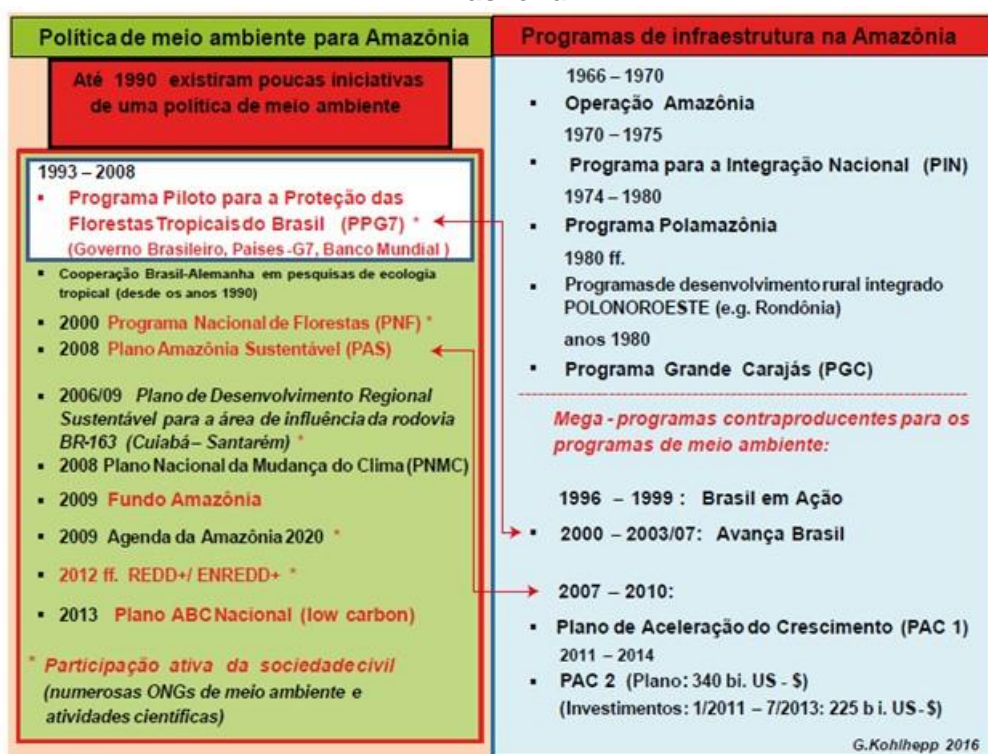 Política de meio ambiente para Amazônia
Até 1990 existiram poucas iniciativas
de uma política de meio ambiente
1993 – 2008
▪ Programa Piloto para a Proteção das
Florestas Tropicais do Brasil (PPG7) *
(Governo Brasileiro, Paises -G7, Banco Mundial )
▪ Cooperação Brasil-Alemanha em pesquisas de ecologia
tropical (desde os anos 1990)
▪ 2000 Programa Nacional de Florestas (PNF) *
▪ 2008 Plano Amazônia Sustentável (PAS)
▪ 2006/09 Plano de Desenvolvimento Regional
Sustentável para a área de influência da rodovia
BR-163 (Cuiabá – Santarém) *
▪ 2008 Plano Nacional da Mudança do Clima (PNMC)
▪ 2009 Fundo Amazônia
▪ 2009 Agenda da Amazônia 2020 *
▪ 2012 ff. REDD+/ ENREDD+ *
▪ 2013 Plano ABC Nacional (low carbon)
* Participação ativa da sociedade civil
(numerosas ONGs de meio ambiente e
atividades científicas)
Programas de infraestrutura na Amazônia
1966 – 1970
▪ Operação Amazônia
1970 – 1975
▪ Programa para a Integração Nacional (PIN)
1974 – 1980
▪ Programa Polamazônia
1980 ff.
▪ Programas de desenvolvimento rural integrado
POLONOROESTE (e.g. Rondônia)
anos 1980
▪ Programa Grande Carajás (PGC)
Mega - programas contraproducentes para os
programas de meio ambiente:
1996 – 1999 : Brasil em Ação
▪ 2000 – 2003/07: Avança Brasil
2007 – 2010:
▪ Plano de Aceleração do Crescimento (PAC 1)
2011 – 2014
▪ PAC 2 (Plano: 340 bi. US - $)
(Investimentos: 1/2011 – 7/2013: 225 b i. US - $)
G.Kohlhepp 2016